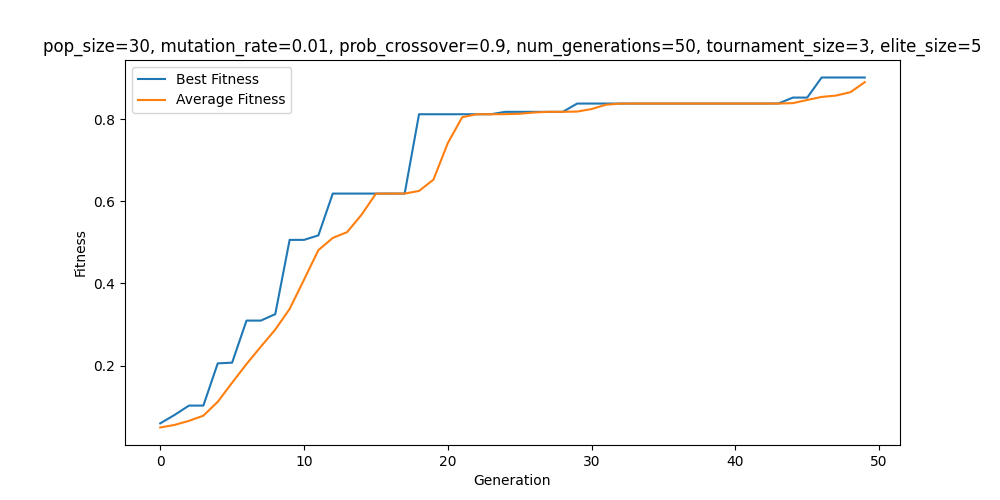 pop_size=30, mutation_rate=0.01, prob_crossover=0.9, num_generations=50, tournament_size=3, elite_size=5
Best Fitness
Average Fitness
0.8
0.6
0.4
0.2
Fitness
0 10 20 30 40 50
Generation